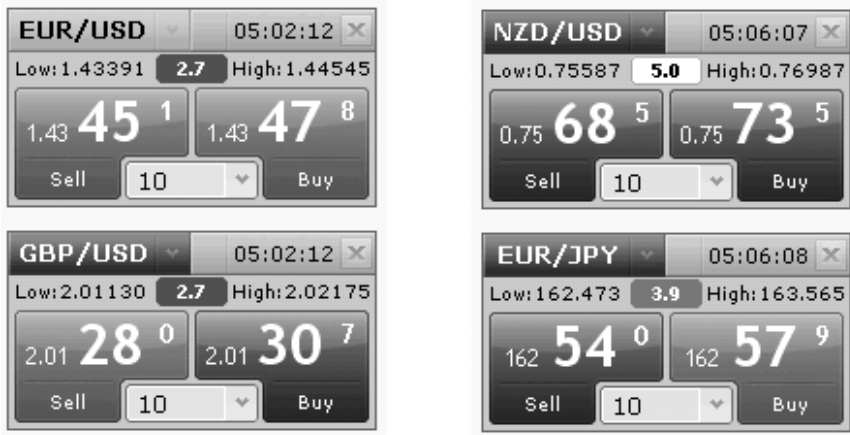 EUR/USD 05:02:12
Low:1.43391 2.7 High:1.44545
1.43 45 1 1.43 47 8
Sell 10 Buy
NZD/USD 05:06:07
Low:0.75587 5.0 High:0.76987
0.75 68 5 0.75 73 5
Sell 10 Buy
GBP/USD 05:02:12
Low:2.01130 2.7 High:2.02175
2.01 28 0 2.01 30 7
Sell 10 Buy
EUR/JPY 05:06:08
Low:162.473 3.9 High:163.565
162 54 0 162 57 9
Sell 10 Buy